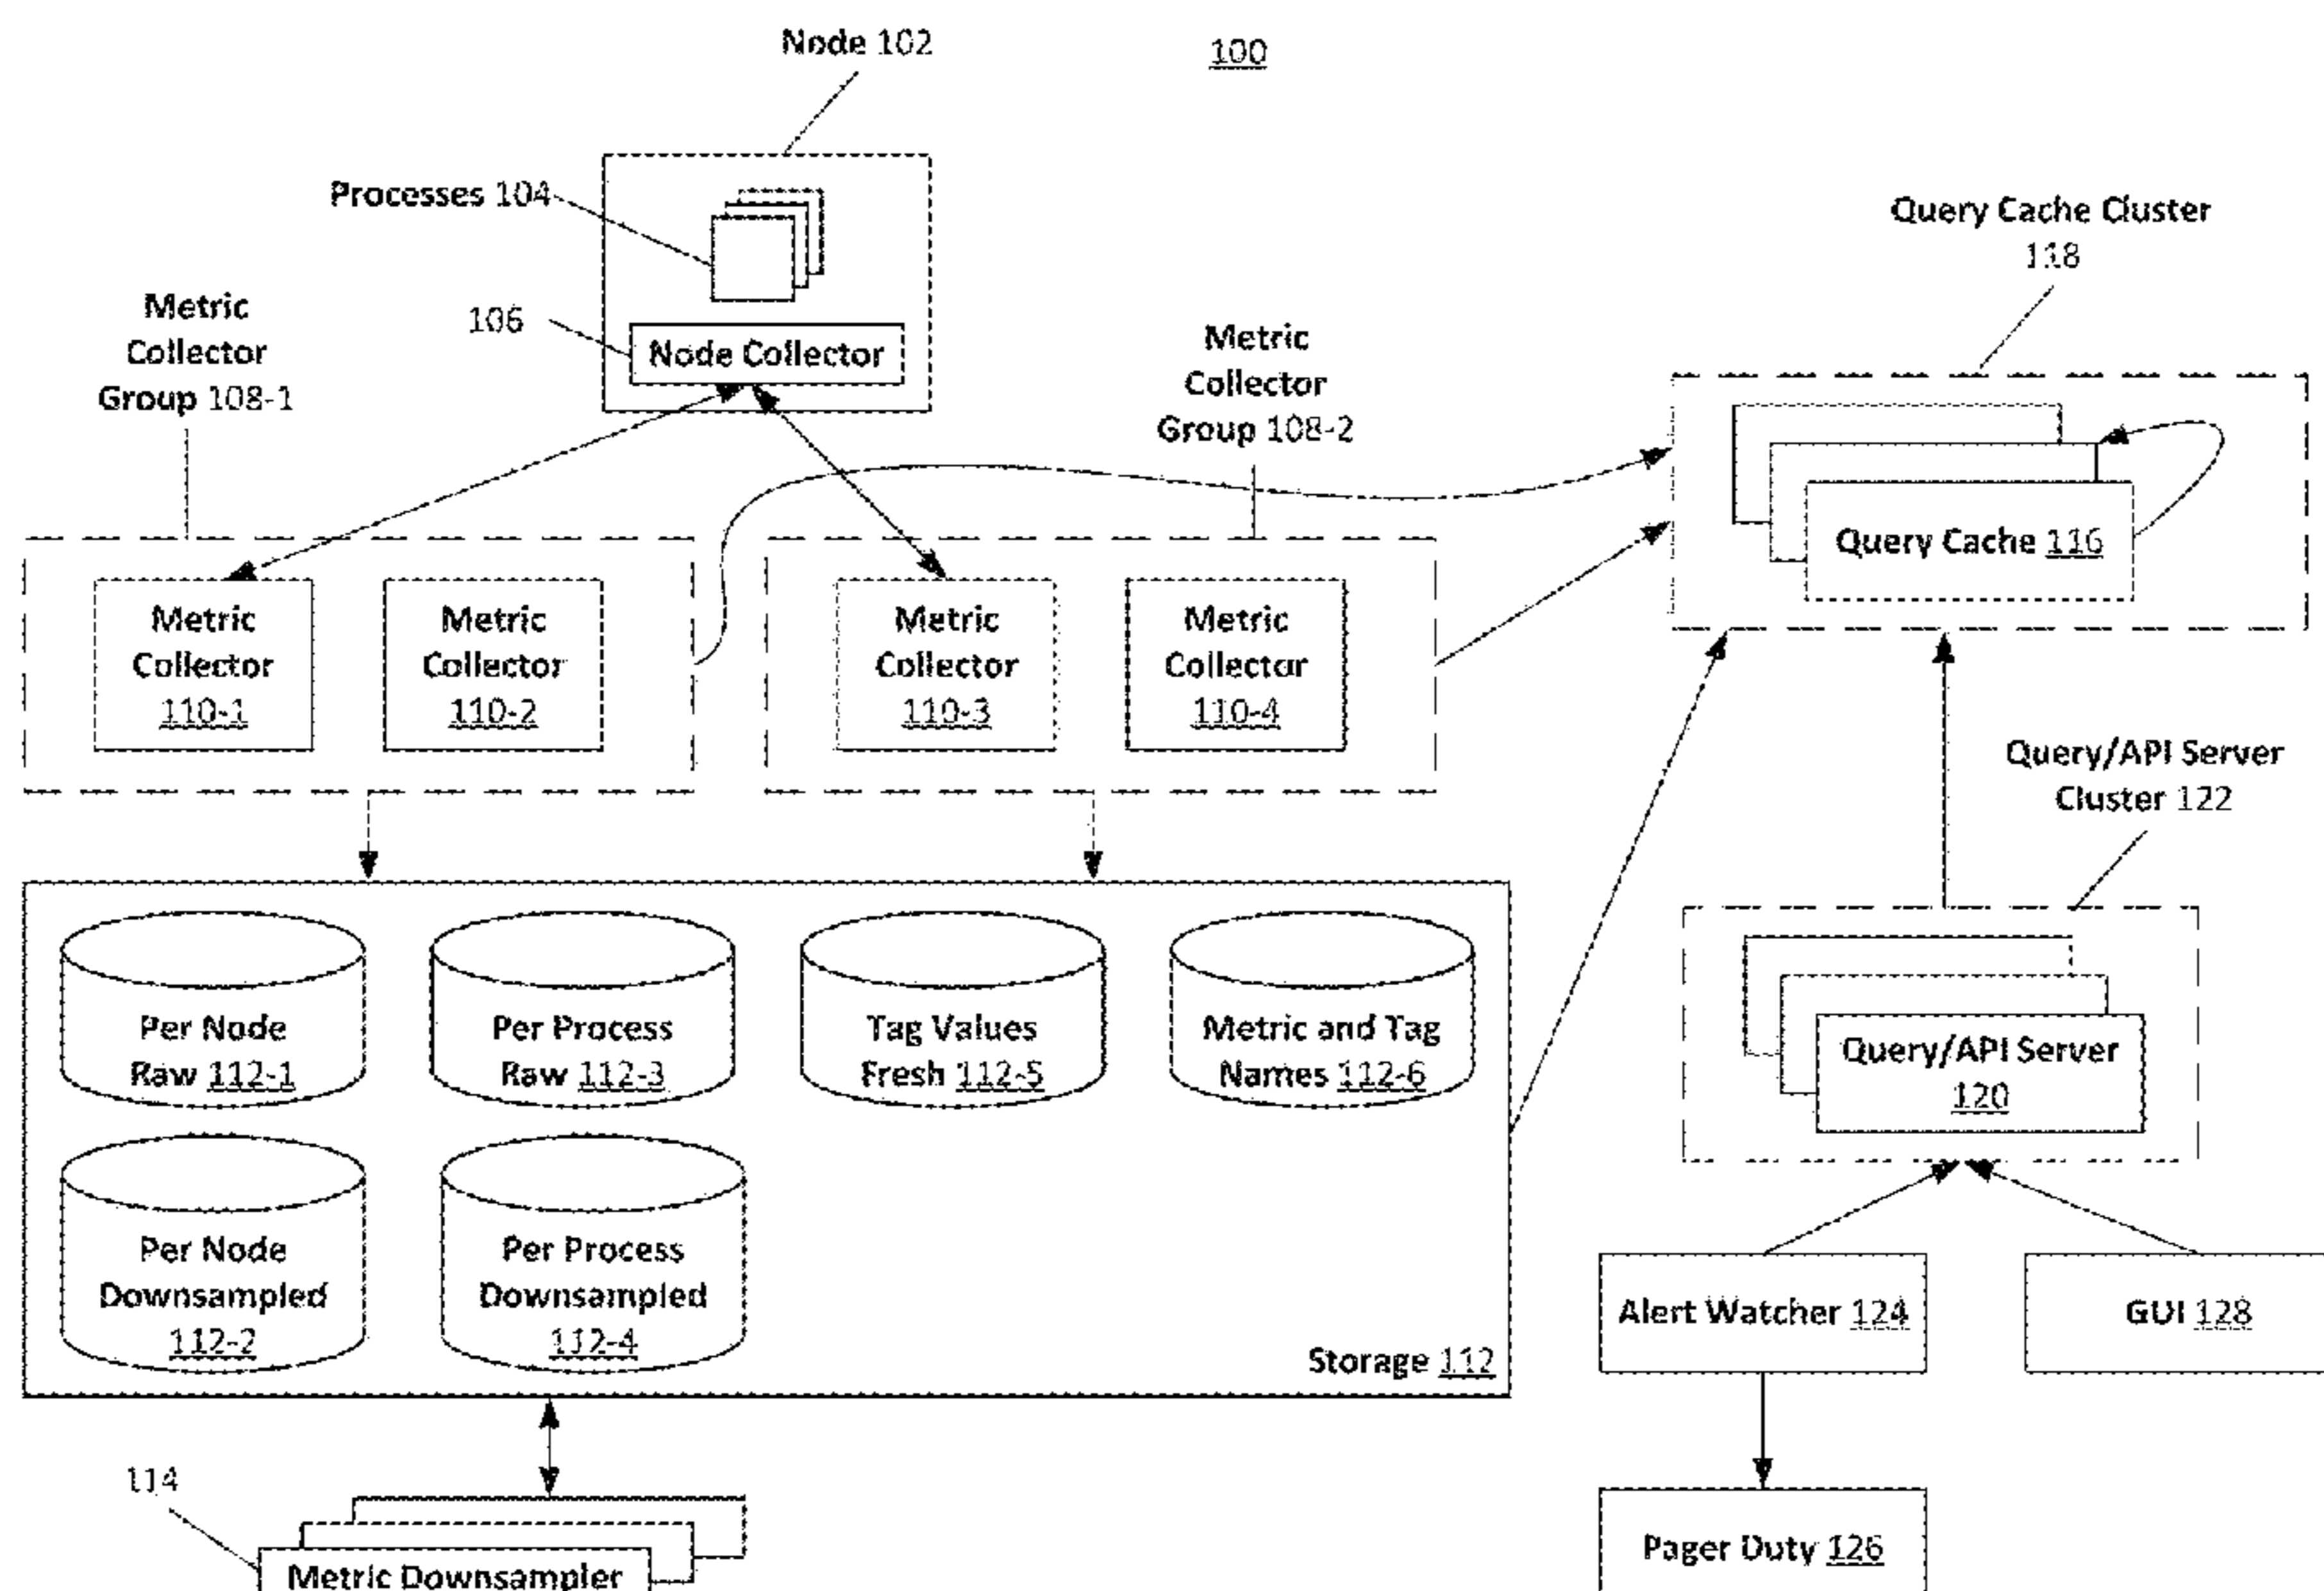 Node 102
100
Processes 104
Query Cache Cluster
118
Metric
Collector
Group 108-1
106
Node Collector
Metric
Collector
Group 108-2
Query Cache 116
Metric
Collector
110-1
Metric
Collector
110-2
Metric
Collector
110-3
Metric
Collector
110-4
Query/API Server
Cluster 122
Per Node
Raw 112-1
Per Process
Raw 112-3
Tag Values
Fresh 112-5
Metric and Tag
Names 112-6
Query/API Server
120
Per Node
Downsampled
112-2
Per Process
Downsampled
112-4
Storage 112
Alert Watcher 124
GUI 128
114
Metric Downsampler
Pager Duty 126